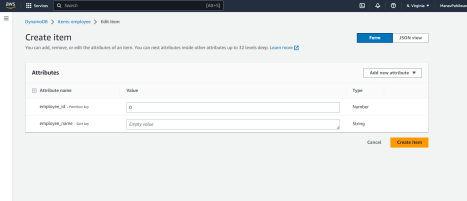 aws
Services
Search
[Alt+S]
N. Virginia
DynamoDB > Items: employee > Edit item
Create item
Form
JSON view
You can add, remove, or edit the attributes of an item. You can nest attributes inside other attributes up to 32 levels deep. Learn more
Attributes
Add new attribute
Attribute name
Value
Type
employee_id - Partition key
0
Number
employee_name - Sort key
Empty value
String
Cancel
Create item